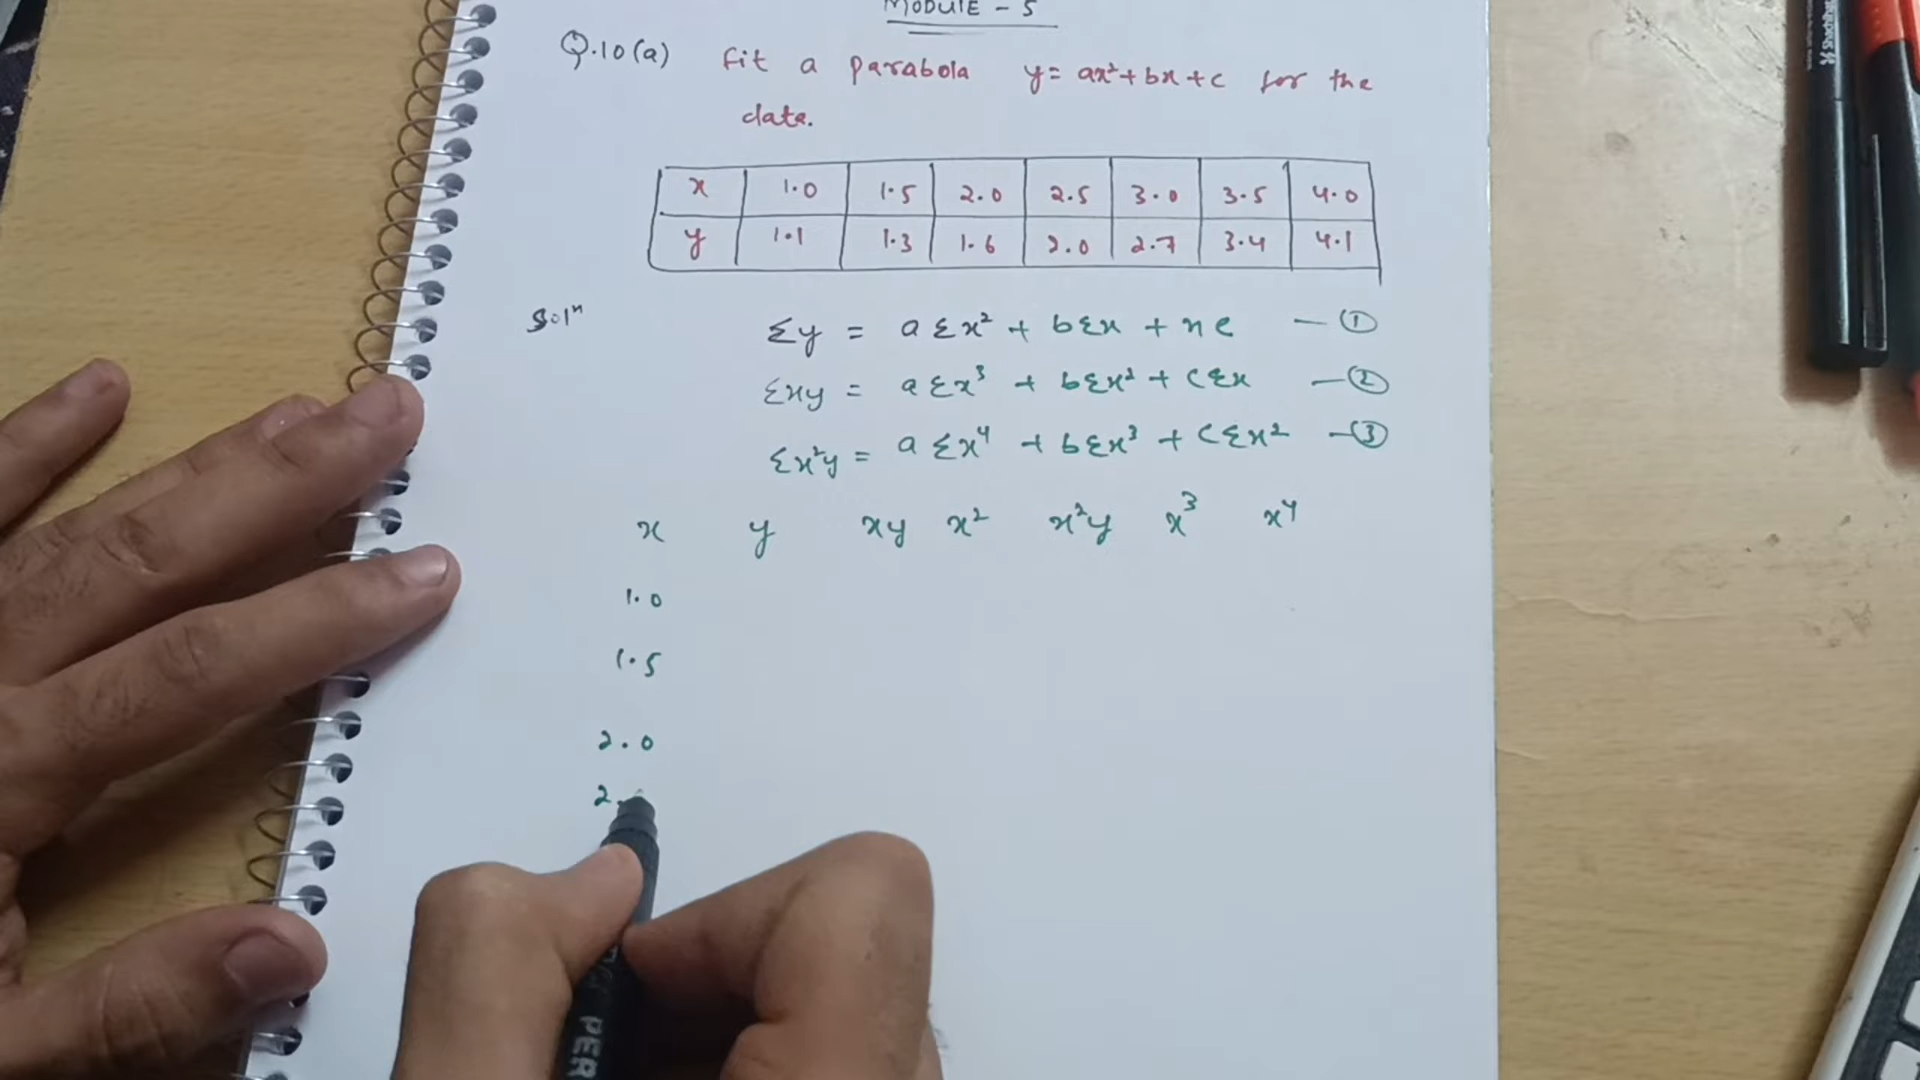 MODULE - 5
Q.10(a) Fit a parabola y = ax² + bx + c for the
data.
x 1.0 1.5 2.0 2.5 3.0 3.5 4.0
y 1.1 1.3 1.6 2.0 2.7 3.4 4.1
Solⁿ Σy = aΣx² + bΣx + nc — ①
Σxy = aΣx³ + bΣx² + cΣx — ②
Σx²y = aΣx⁴ + bΣx³ + cΣx² — ③
x y xy x² x²y x³ x⁴
1.0
1.5
2.0
2.
PER